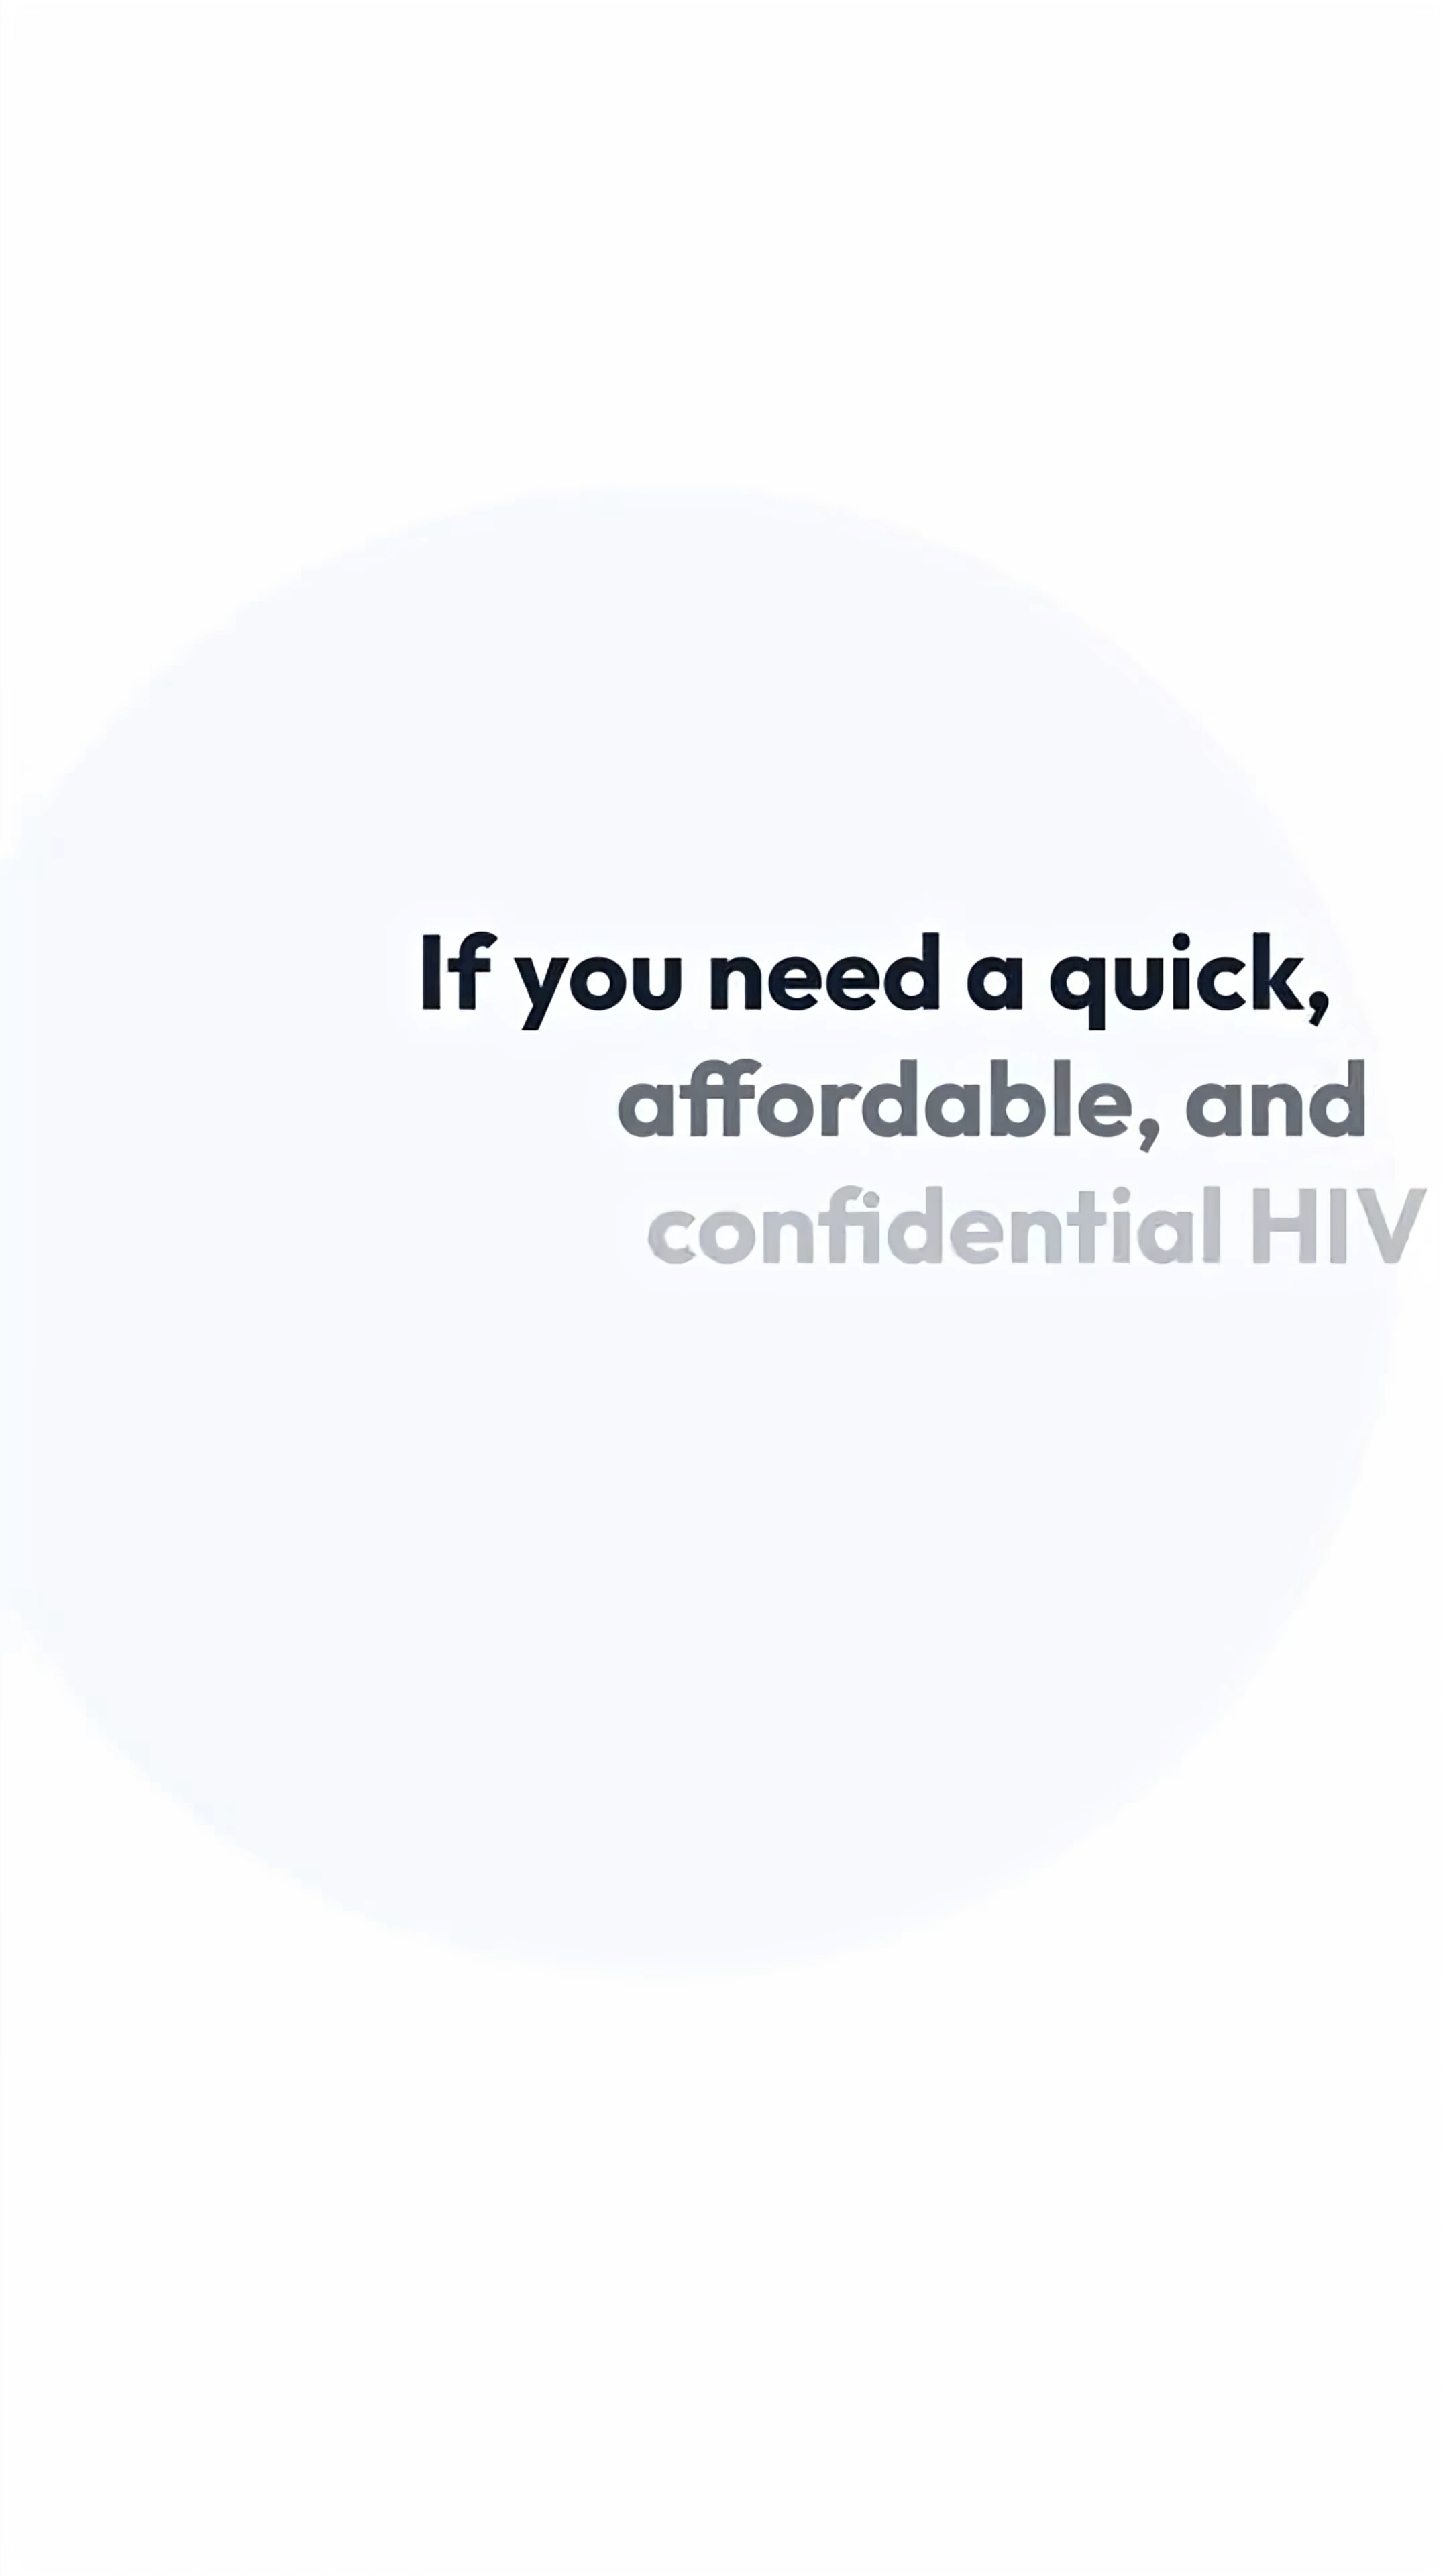 If you need a quick,
affordable, and
confidential HIV